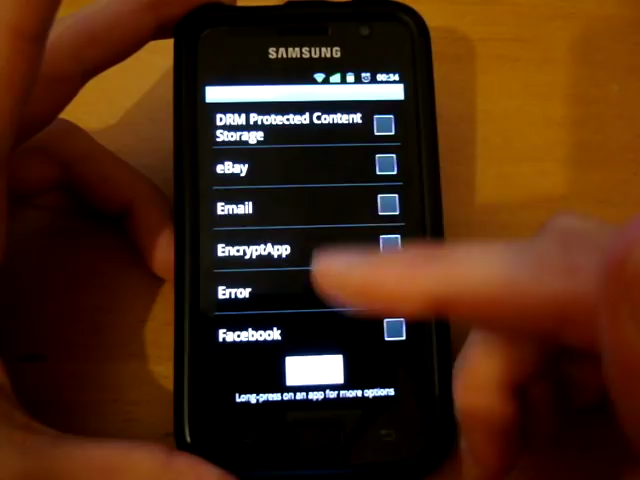 SAMSUNG
00:34
DRM Protected Content
Storage
eBay
Email
EncryptApp
Error
Facebook
Long-press on an app for more options